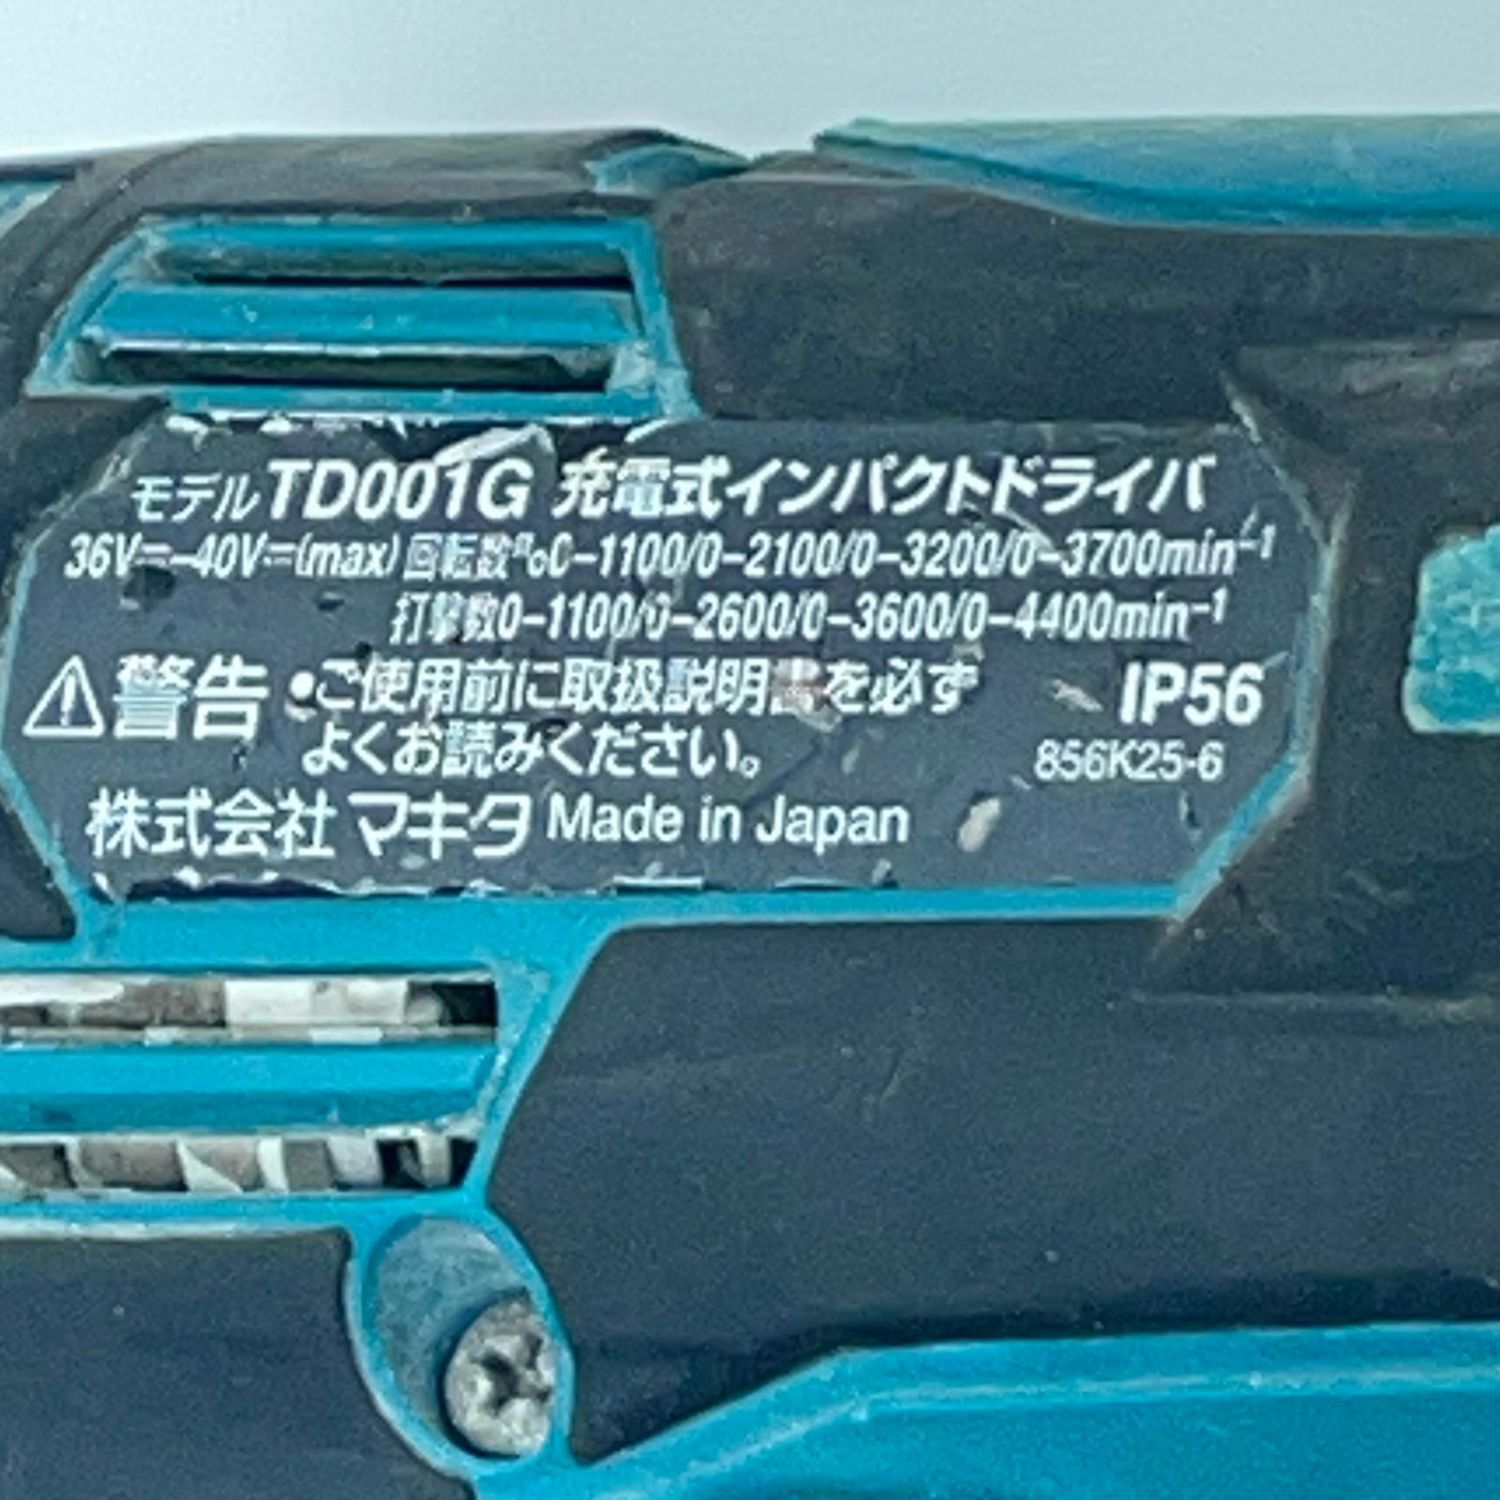 モデルTD001G 充電式インパクトドライバ
36V⎓-40V⎓(max) 回転数 0-1100/0-2100/0-3200/0-3700min⁻¹
打撃数0-1100/0-2600/0-3600/0-4400min⁻¹
⚠警告 ●ご使用前に取扱説明書を必ず IP56
よくお読みください。 856K25-6
株式会社マキタ Made in Japan